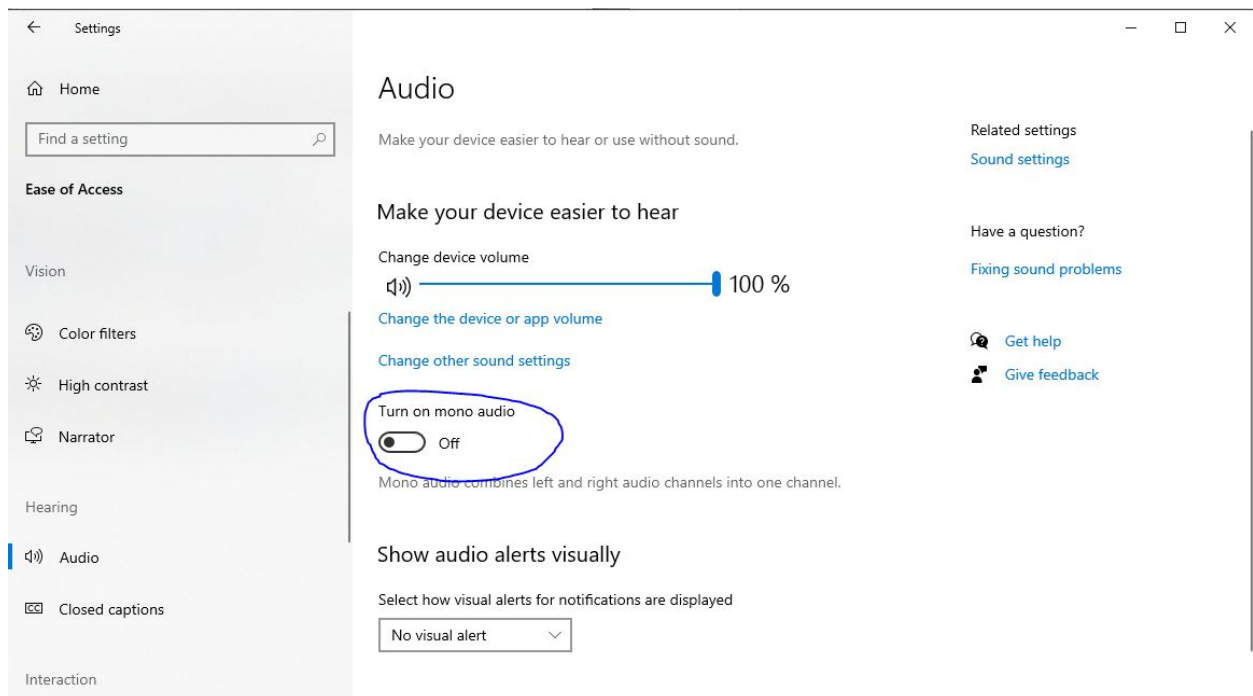 Settings
Home
Find a setting
Ease of Access
Vision
Color filters
High contrast
Narrator
Hearing
Audio
CC
Closed captions
Interaction
Audio
Make your device easier to hear or use without sound.
Make your device easier to hear
Change device volume
100 %
Change the device or app volume
Change other sound settings
Turn on mono audio
Off
Mono audio combines left and right audio channels into one channel.
Show audio alerts visually
Select how visual alerts for notifications are displayed
No visual alert
Related settings
Sound settings
Have a question?
Fixing sound problems
Get help
Give feedback